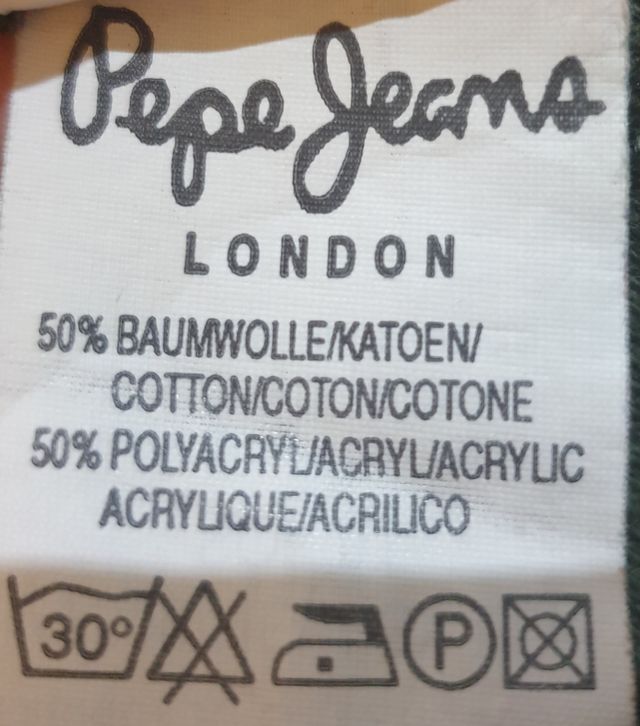 Pepe Jeans
LONDON
50% BAUMWOLLE/KATOEN/
COTTON/COTON/COTONE
50% POLYACRYL/ACRYL/ACRYLIC
ACRYLIQUE/ACRILICO
30° P